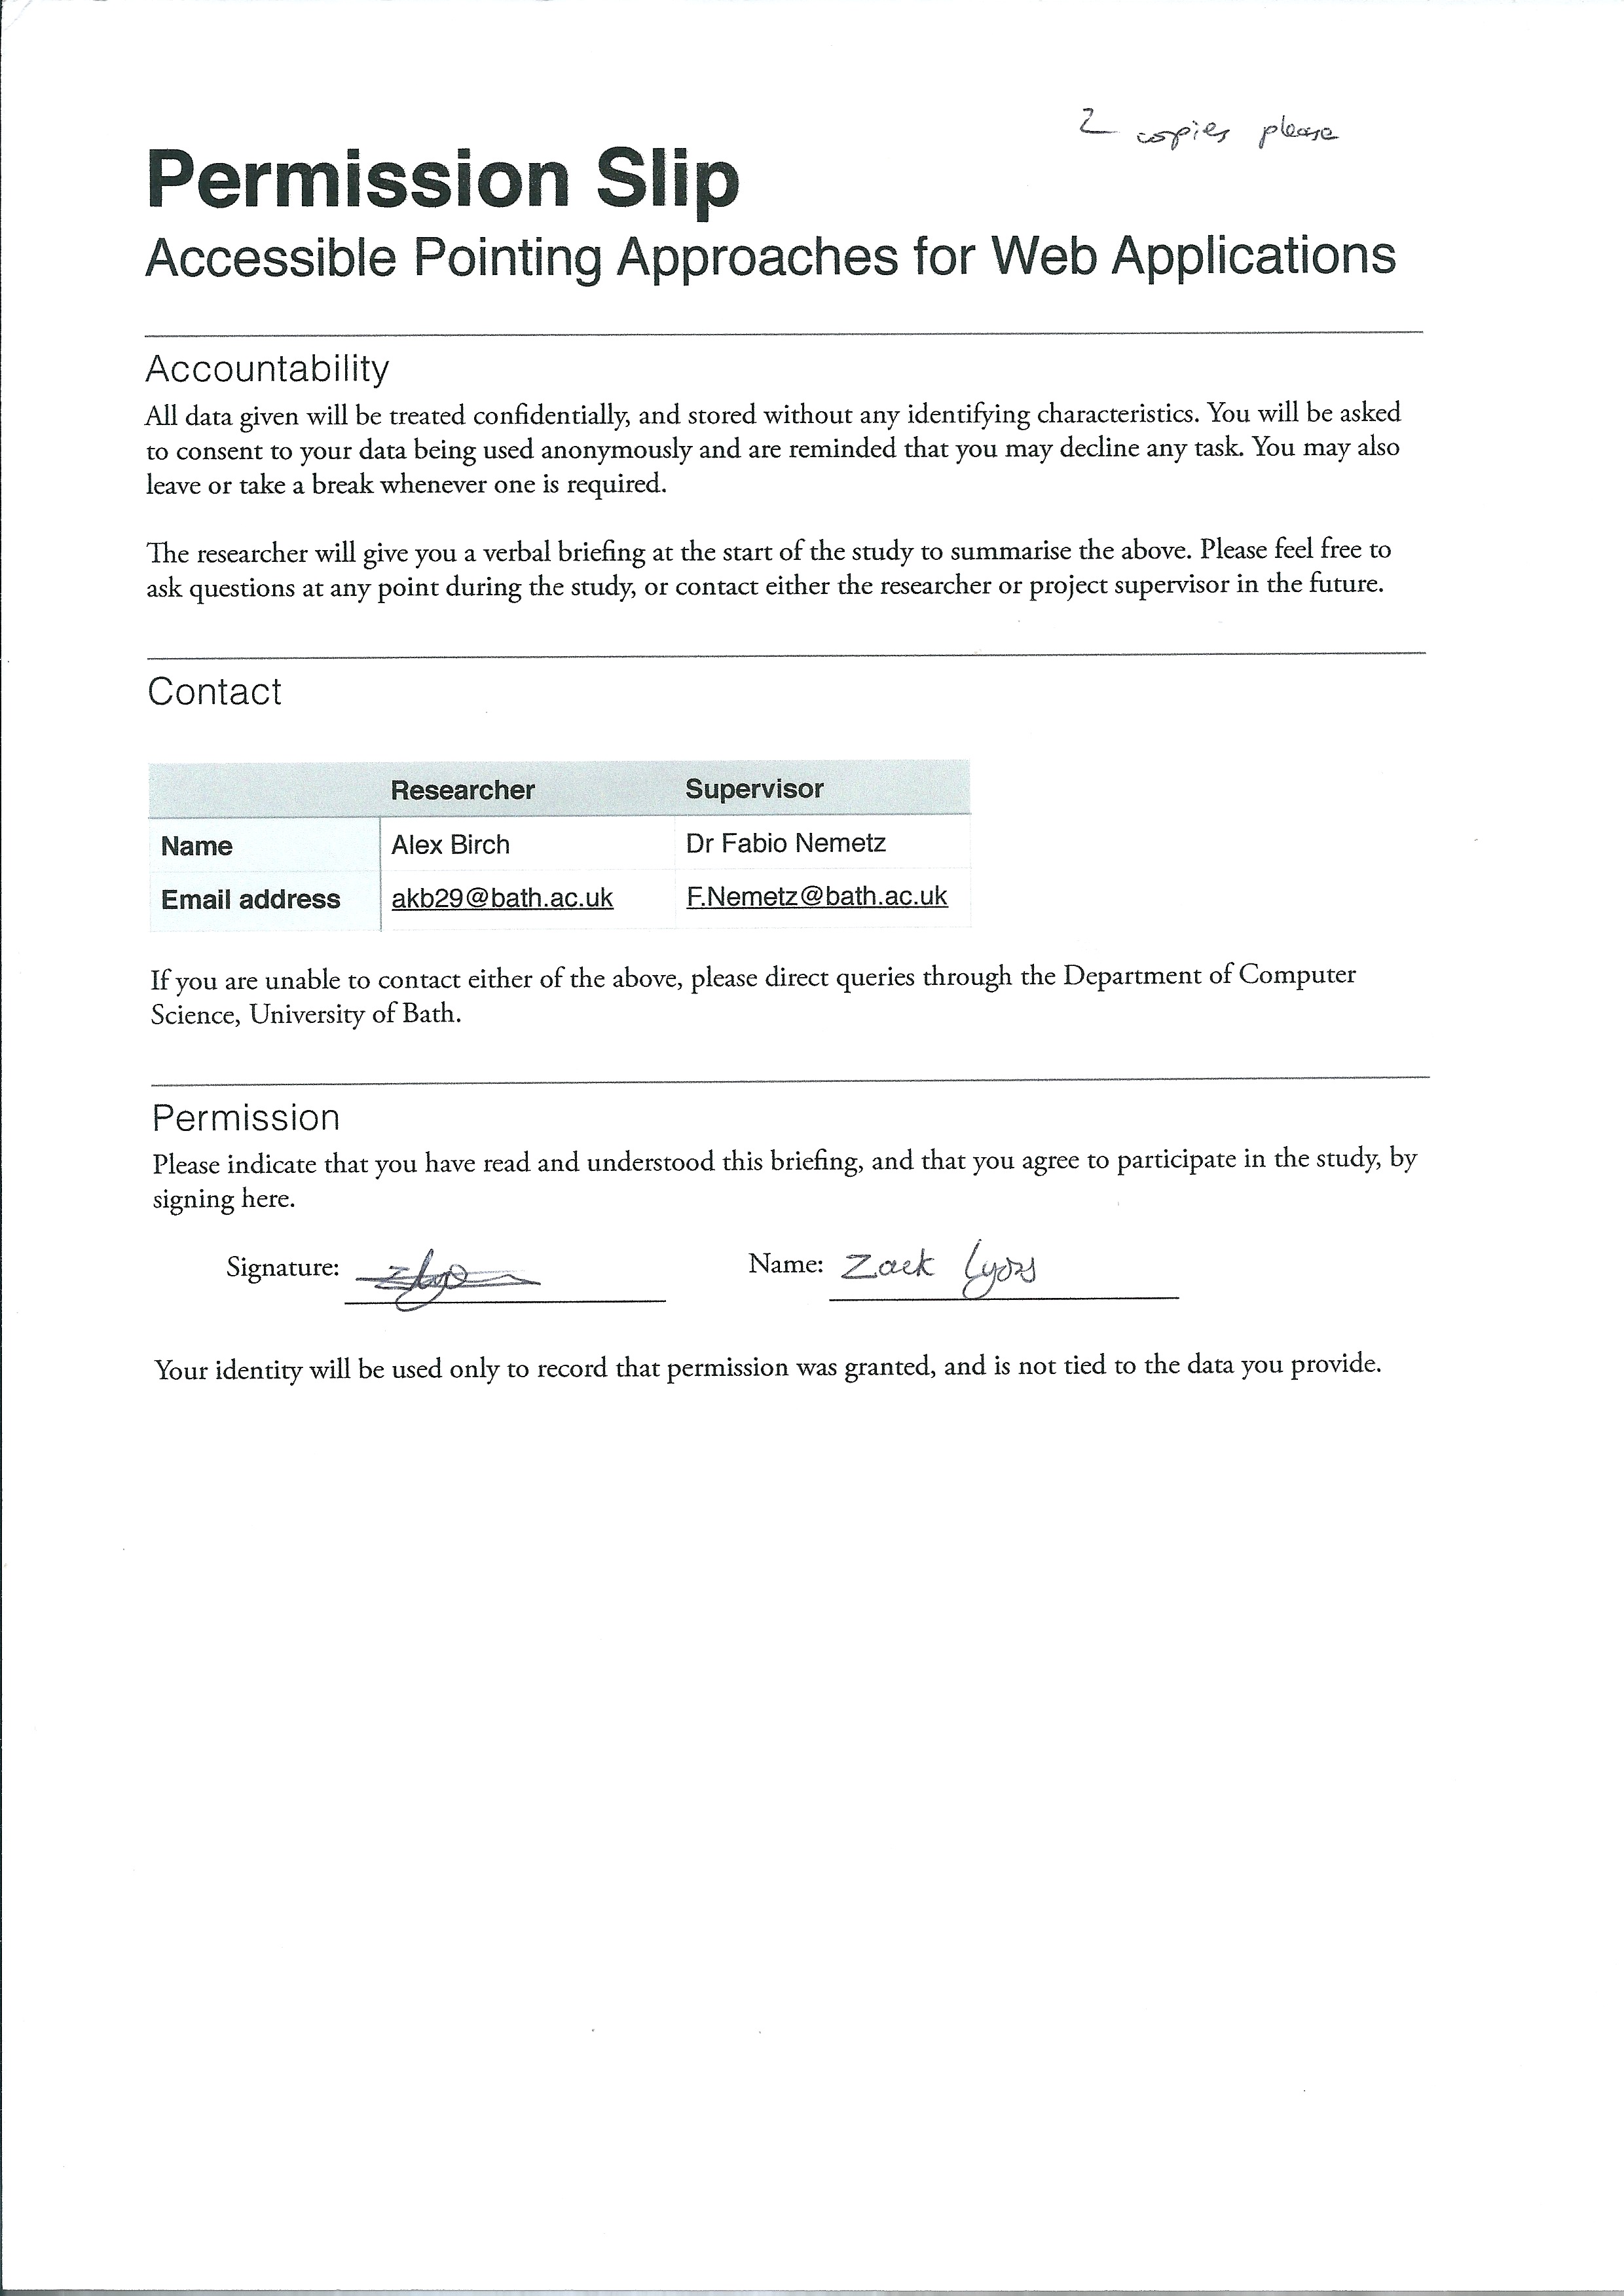 2 copies please
Permission Slip
Accessible Pointing Approaches for Web Applications
Accountability
All data given will be treated confidentially, and stored without any identifying characteristics. You will be asked
to consent to your data being used anonymously and are reminded that you may decline any task. You may also
leave or take a break whenever one is required.
The researcher will give you a verbal briefing at the start of the study to summarise the above. Please feel free to
ask questions at any point during the study, or contact either the researcher or project supervisor in the future.
Contact
Researcher Supervisor
Name Alex Birch Dr Fabio Nemetz
Email address akb29@bath.ac.uk F.Nemetz@bath.ac.uk
If you are unable to contact either of the above, please direct queries through the Department of Computer
Science, University of Bath.
Permission
Please indicate that you have read and understood this briefing, and that you agree to participate in the study, by
signing here.
Signature: Name: Zack Lyons
Your identity will be used only to record that permission was granted, and is not tied to the data you provide.